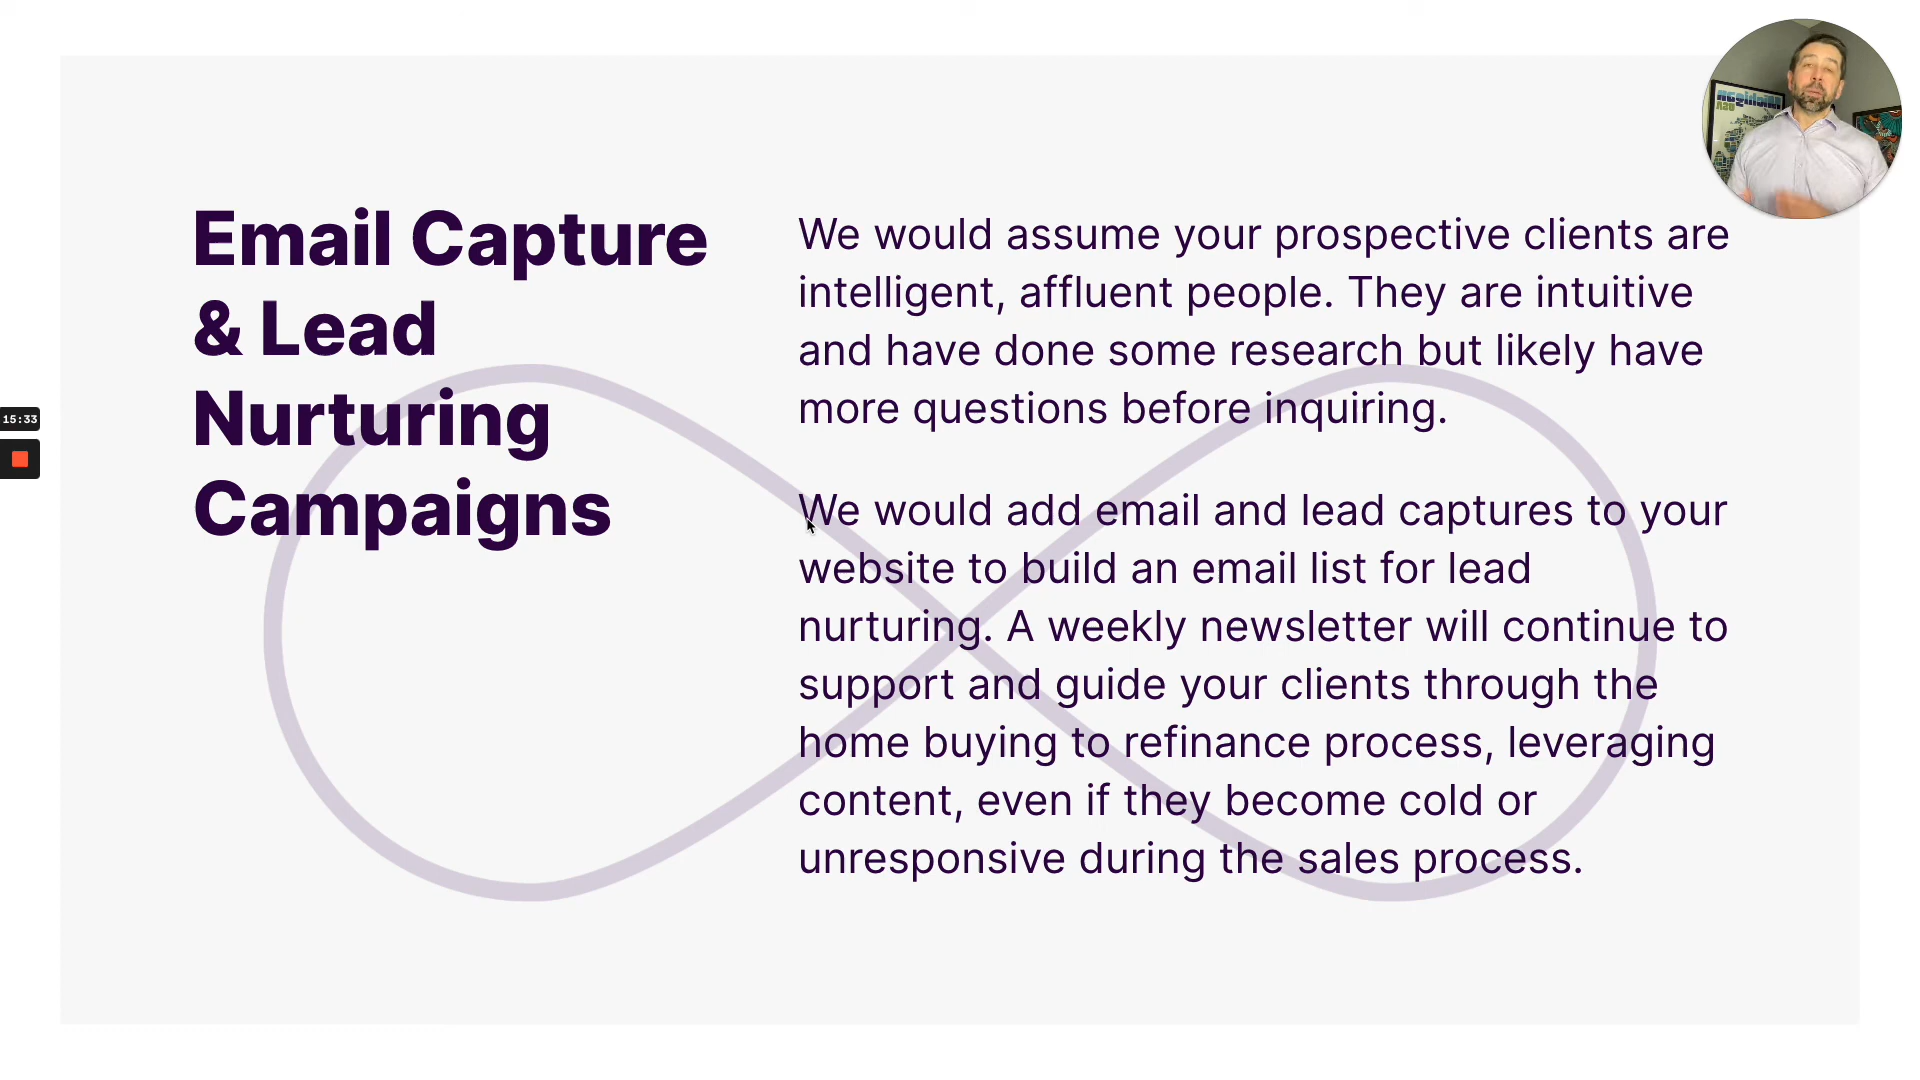 Email Capture
& Lead
Nurturing
Campaigns
We would assume your prospective clients are
intelligent, affluent people. They are intuitive
and have done some research but likely have
more questions before inquiring.
We would add email and lead captures to your
website to build an email list for lead
nurturing. A weekly newsletter will continue to
support and guide your clients through the
home buying to refinance process, leveraging
content, even if they become cold or
unresponsive during the sales process.
15:33